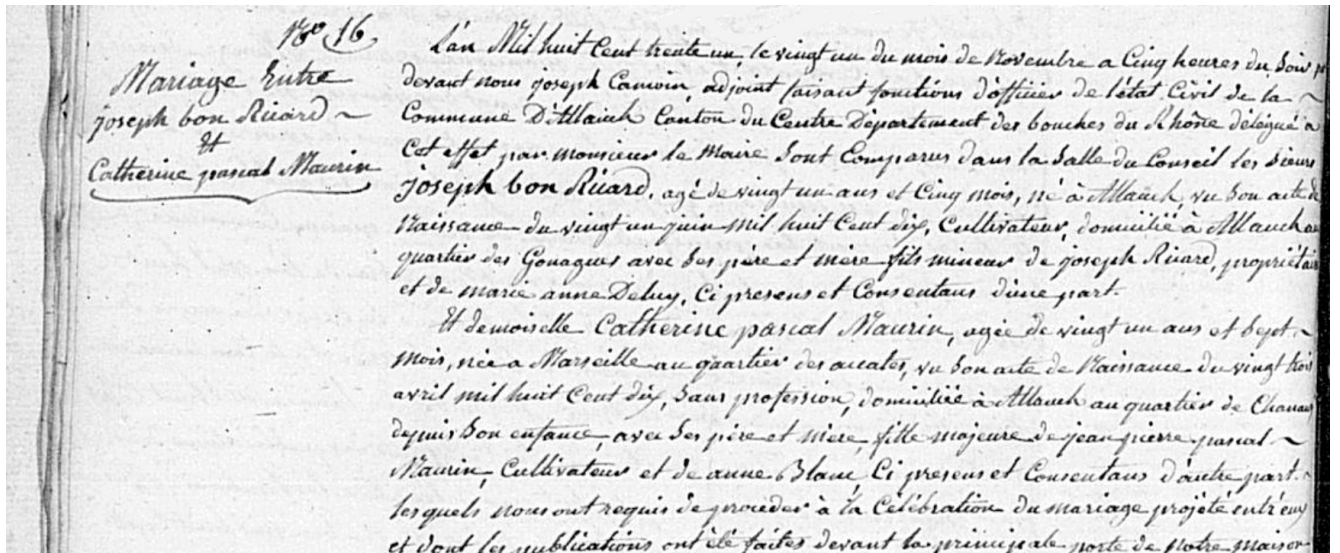 N.º 16
Mariage Entre
joseph bon Ricard ~
Et
Catherine pascal Maurin
L'an Mil huit Cent trente un, le vingt un du mois de Novembre a Cinq heures du Soir
devant nous joseph Camoin adjoint faisant fonctions d'officier de l'état Civil de la ~
Commune D'Allauch Canton du Centre Département des bouches du Rhône délégué a
Cet effet par monsieur le Maire Sont Comparus dans la Salle du Conseil les Sieurs
joseph bon Ricard, agé de vingt un ans et Cinq mois, né à Allauch, vu Son acte de
Naissance du vingt un juin mil huit Cent dix, Cultivateur, domicilié à Allauch au
quartier des avec Ses père et mère fils mineur de joseph Ricard, propriétaire
et de marie anne Deluy, Ci presens et Consentans d'une part.
Et demoiselle Catherine pascal Maurin, agée de vingt un ans et Sept ~
mois, née a Marseille au quartier des accates, vu Son acte de Naissance du vingt trois
avril mil huit Cent dix, Sans profession, domiciliée à Allauch au quartier de
depuis Son enfance, avec Ses père et mère, fille majeure de jean pierre pascal ~
Maurin, Cultivateur et de anne Blanc Ci presens et Consentans d'autre part. ~
lesquels nous ont requis de proceder à la Célébration du mariage projété entr'eux
et dont les publications ont été faites devant la principale porte de notre maison